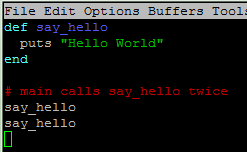 File Edit Options Buffers Tools
def say_hello
  puts "Hello World"
end

# main calls say_hello twice
say_hello
say_hello